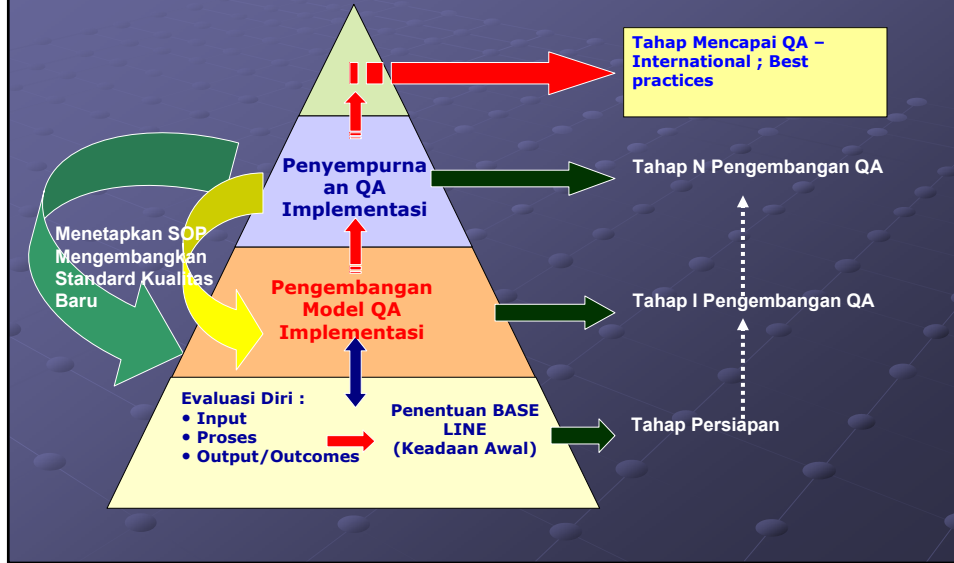 Tahap Mencapai QA –
International ; Best
practices
Penyempurna
an QA
Implementasi
Tahap N Pengembangan QA
Menetapkan SOP
Mengembangkan
Standard Kualitas
Baru
Pengembangan
Model QA
Implementasi
Tahap I Pengembangan QA
Evaluasi Diri :
• Input
• Proses
• Output/Outcomes
Penentuan BASE
LINE
(Keadaan Awal)
Tahap Persiapan